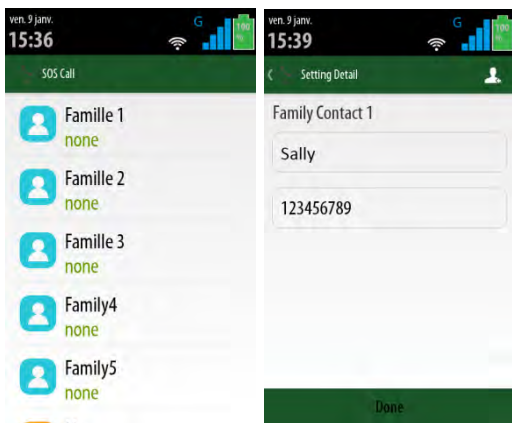 ven. 9 janv.
15:36
G
100
%
SOS Call
Famille 1
none
Famille 2
none
Famille 3
none
Family4
none
Family5
none
ven. 9 janv.
15:39
G
100
%
Setting Detail
Family Contact 1
Sally
123456789
Done